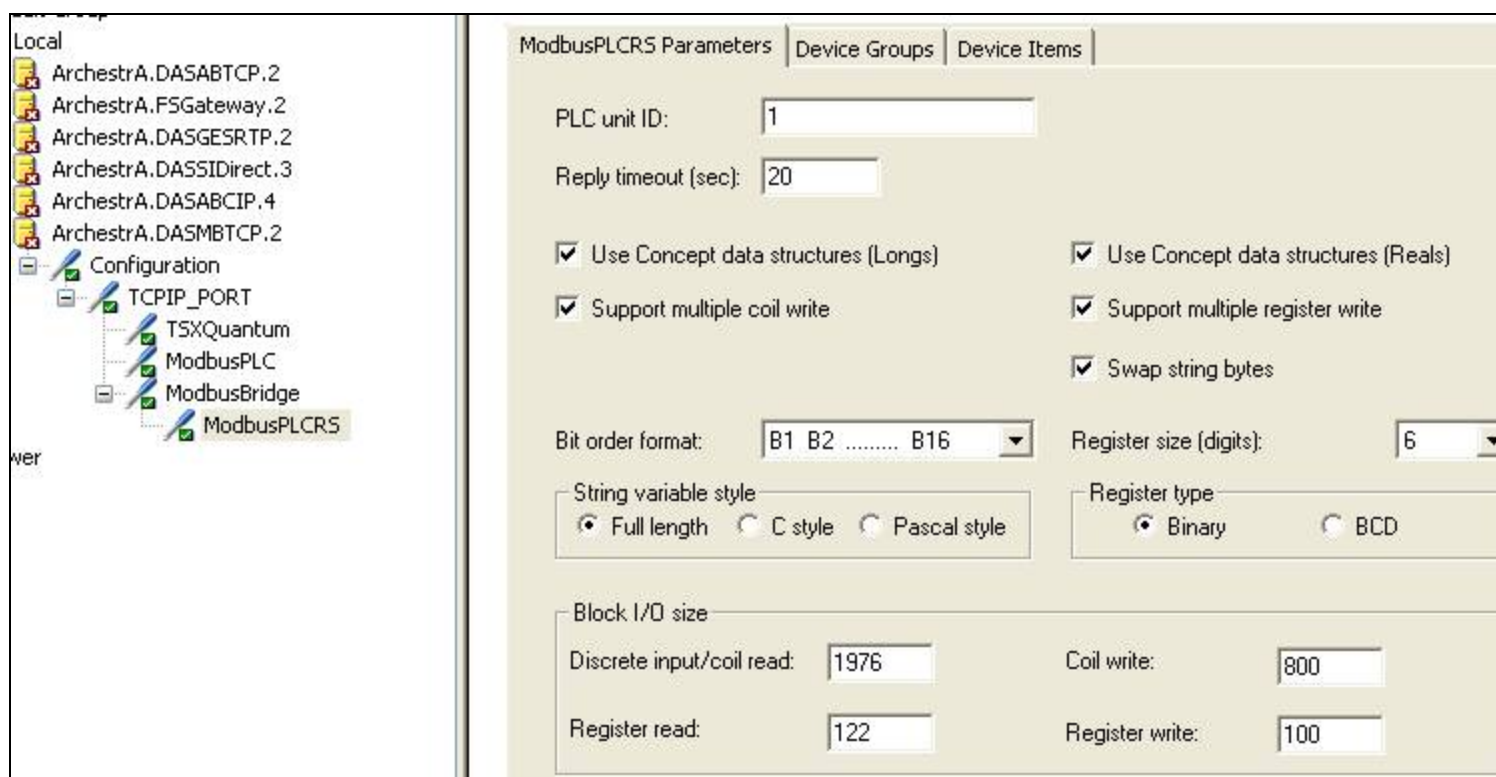 Local
ArchestrA.DASABTCP.2
ArchestrA.FSGateway.2
ArchestrA.DASGESRTP.2
ArchestrA.DASSIDirect.3
ArchestrA.DASABCIP.4
ArchestrA.DASMBTCP.2
Configuration
TCPIP_PORT
TSXQuantum
ModbusPLC
ModbusBridge
ModbusPLCRS
wer
ModbusPLCRS Parameters Device Groups Device Items
PLC unit ID: 1
Reply timeout (sec): 20
Use Concept data structures (Longs) Use Concept data structures (Reals)
Support multiple coil write Support multiple register write
Swap string bytes
Bit order format: B1 B2 ......... B16 Register size (digits): 6
String variable style Register type
Full length C style Pascal style Binary BCD
Block I/O size
Discrete input/coil read: 1976 Coil write: 800
Register read: 122 Register write: 100